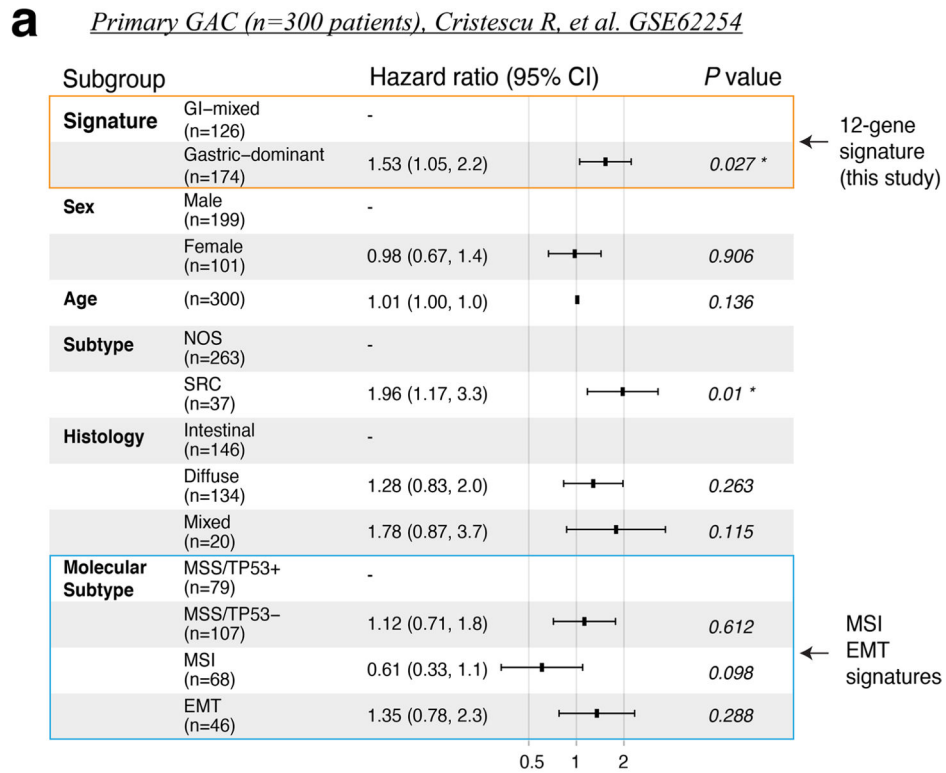 a
Primary GAC (n=300 patients), Cristescu R, et al. GSE62254
Subgroup Hazard ratio (95% CI) P value
Signature GI−mixed (n=126) -
Gastric−dominant (n=174) 1.53 (1.05, 2.2) 0.027 *
12-gene
signature
(this study)
Sex Male (n=199) -
Female (n=101) 0.98 (0.67, 1.4) 0.906
Age (n=300) 1.01 (1.00, 1.0) 0.136
Subtype NOS (n=263) -
SRC (n=37) 1.96 (1.17, 3.3) 0.01 *
Histology Intestinal (n=146) -
Diffuse (n=134) 1.28 (0.83, 2.0) 0.263
Mixed (n=20) 1.78 (0.87, 3.7) 0.115
Molecular Subtype MSS/TP53+ (n=79) -
MSS/TP53− (n=107) 1.12 (0.71, 1.8) 0.612
MSI (n=68) 0.61 (0.33, 1.1) 0.098
EMT (n=46) 1.35 (0.78, 2.3) 0.288
MSI
EMT
signatures
0.5 1 2